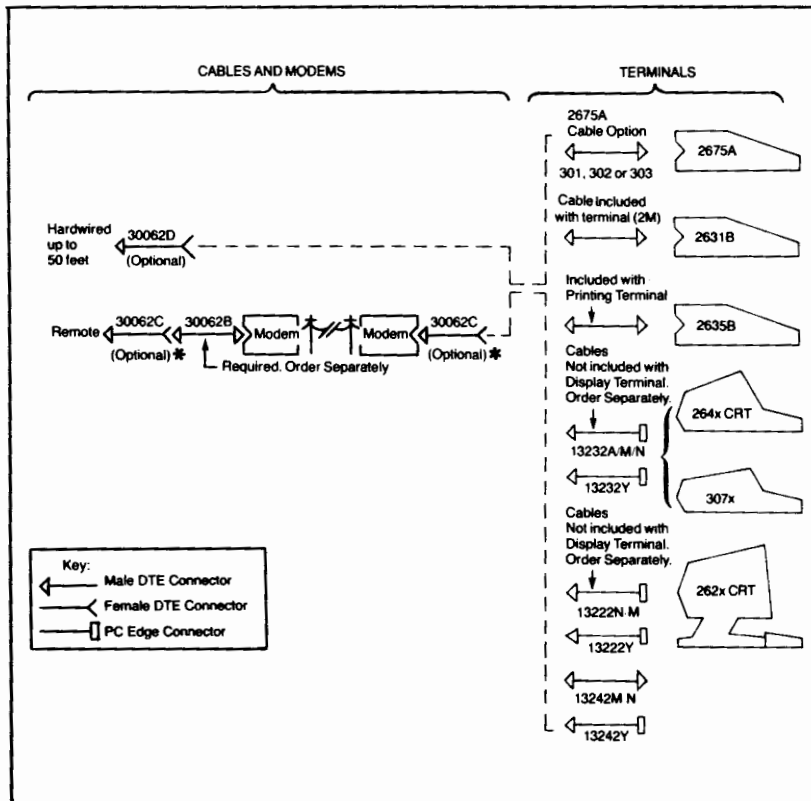 CABLES AND MODEMS
TERMINALS
2675A
Cable Option
301, 302 or 303
2675A
Cable Included
with terminal (2M)
2631B
Hardwired
up to
50 feet
30062D
(Optional)
Included with
Printing Terminal
2635B
Remote
30062C
(Optional) *
30062B
Required. Order Separately
Modem
Modem
30062C
(Optional) *
Cables
Not included with
Display Terminal.
Order Separately.
13232A/M/N
13232Y
264x CRT
307x
Cables
Not included with
Display Terminal.
Order Separately.
13222N M
13222Y
262x CRT
13242M N
13242Y
Key:
Male DTE Connector
Female DTE Connector
PC Edge Connector